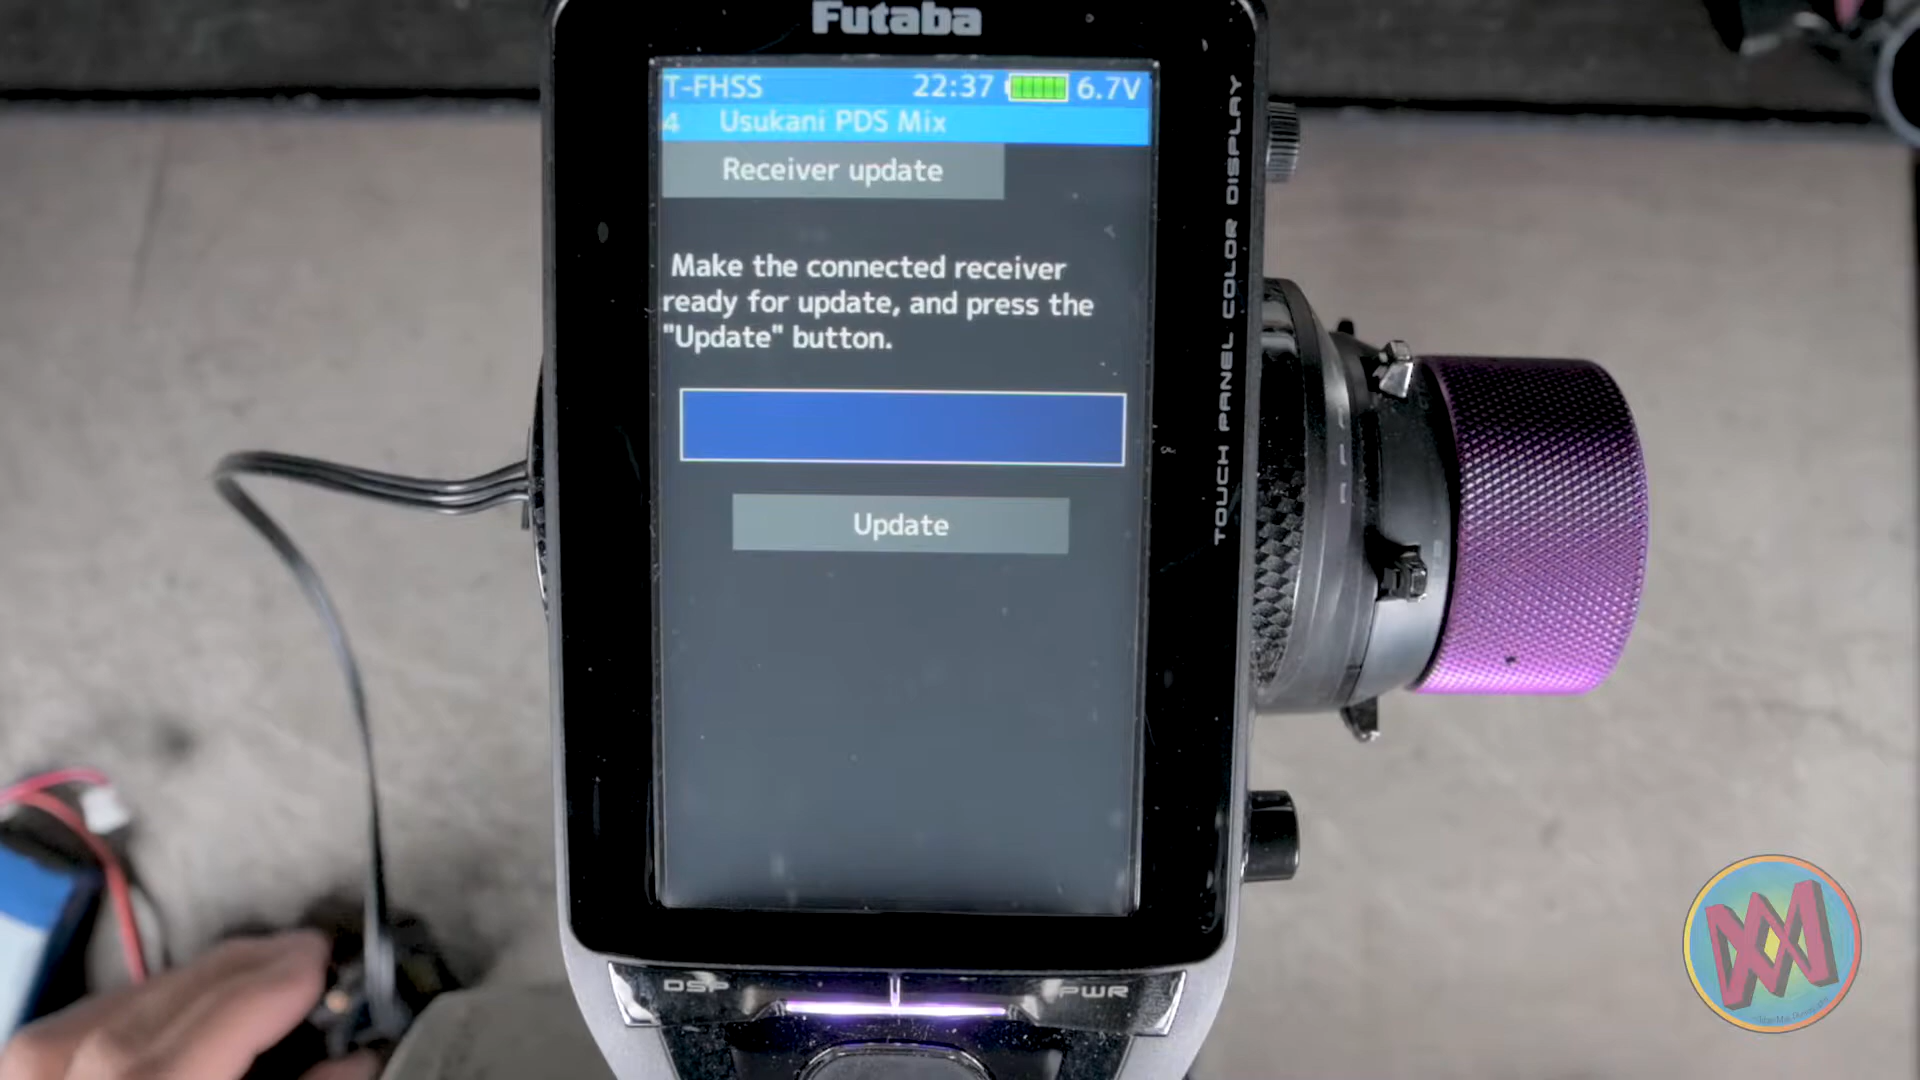 Futaba
T-FHSS 22:37 6.7V
4 Usukani PDS Mix
Receiver update
Make the connected receiver
ready for update, and press the
"Update" button.
Update
TOUCH PANEL COLOR DISPLAY
DSP PWR